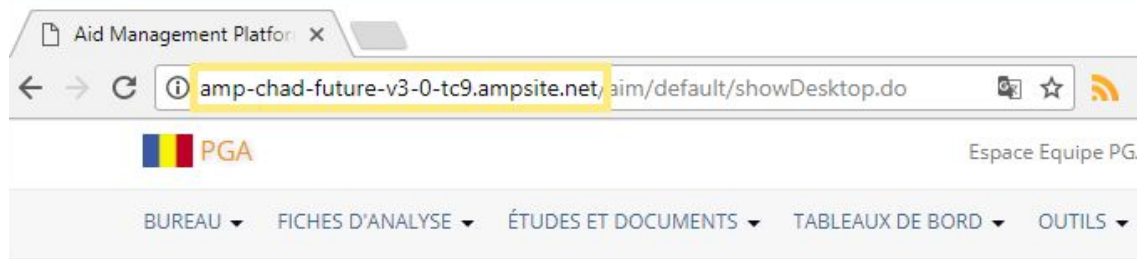 Aid Management Platfor
amp-chad-future-v3-0-tc9.ampsite.net/aim/default/showDesktop.do
PGA
Espace Equipe PGA
BUREAU FICHES D'ANALYSE ÉTUDES ET DOCUMENTS TABLEAUX DE BORD OUTILS